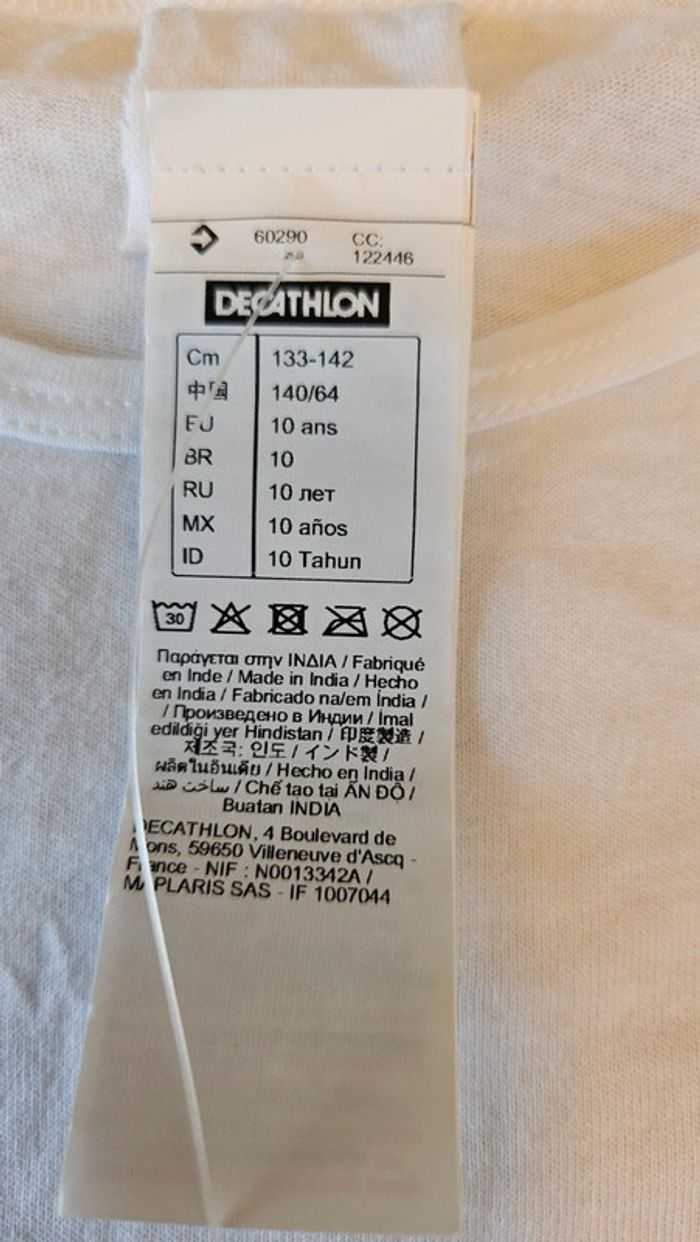 60290 CC:
122446
DECATHLON
Cm 133-142
中国 140/64
EU 10 ans
BR 10
RU 10 лет
MX 10 años
ID 10 Tahun
30
Παράγεται στην ΙΝΔΙΑ / Fabriqué
en Inde / Made in India / Hecho
en India / Fabricado na/em Índia /
/ Произведено в Индии / İmal
edildiği yer Hindistan / 印度製造 /
제조국: 인도 / インド製 /
ผลิตในอินเดีย / Hecho en India /
ساخت هند / Chế tạo tại ẤN ĐỘ /
Buatan INDIA
DECATHLON, 4 Boulevard de
Mons, 59650 Villeneuve d'Ascq -
France - NIF : N0013342A /
MAPLARIS SAS - IF 1007044